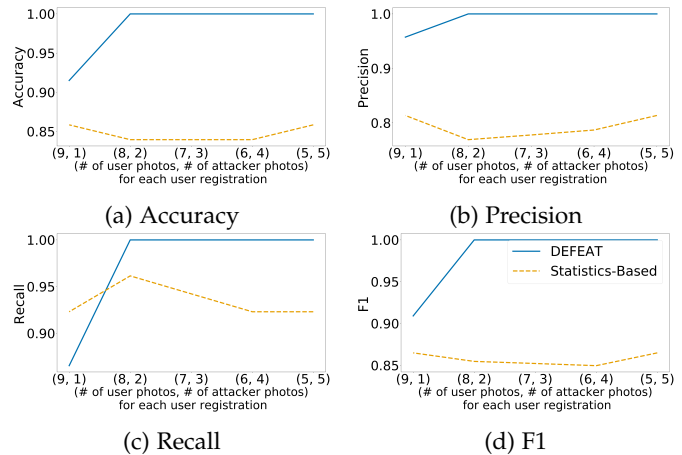 1.00
0.95
0.90
0.85
Accuracy
(9, 1) (8, 2) (7, 3) (6, 4) (5, 5)
(# of user photos, # of attacker photos)
for each user registration
(a) Accuracy
1.0
0.9
0.8
Precision
(9, 1) (8, 2) (7, 3) (6, 4) (5, 5)
(# of user photos, # of attacker photos)
for each user registration
(b) Precision
1.00
0.95
0.90
Recall
(9, 1) (8, 2) (7, 3) (6, 4) (5, 5)
(# of user photos, # of attacker photos)
for each user registration
(c) Recall
1.00
0.95
0.90
0.85
F1
DEFEAT
Statistics-Based
(9, 1) (8, 2) (7, 3) (6, 4) (5, 5)
(# of user photos, # of attacker photos)
for each user registration
(d) F1